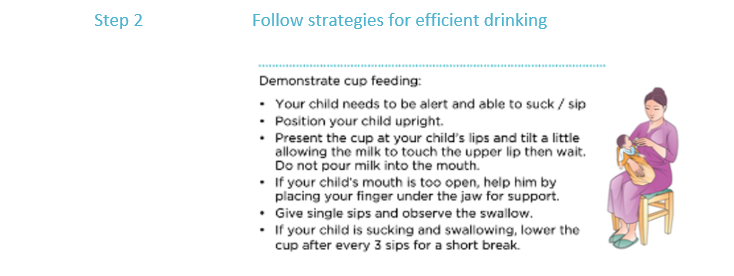 Step 2 Follow strategies for efficient drinking
Demonstrate cup feeding:
• Your child needs to be alert and able to suck / sip
• Position your child upright.
• Present the cup at your child's lips and tilt a little
allowing the milk to touch the upper lip then wait.
Do not pour milk into the mouth.
• If your child's mouth is too open, help him by
placing your finger under the jaw for support.
• Give single sips and observe the swallow.
• If your child is sucking and swallowing, lower the
cup after every 3 sips for a short break.